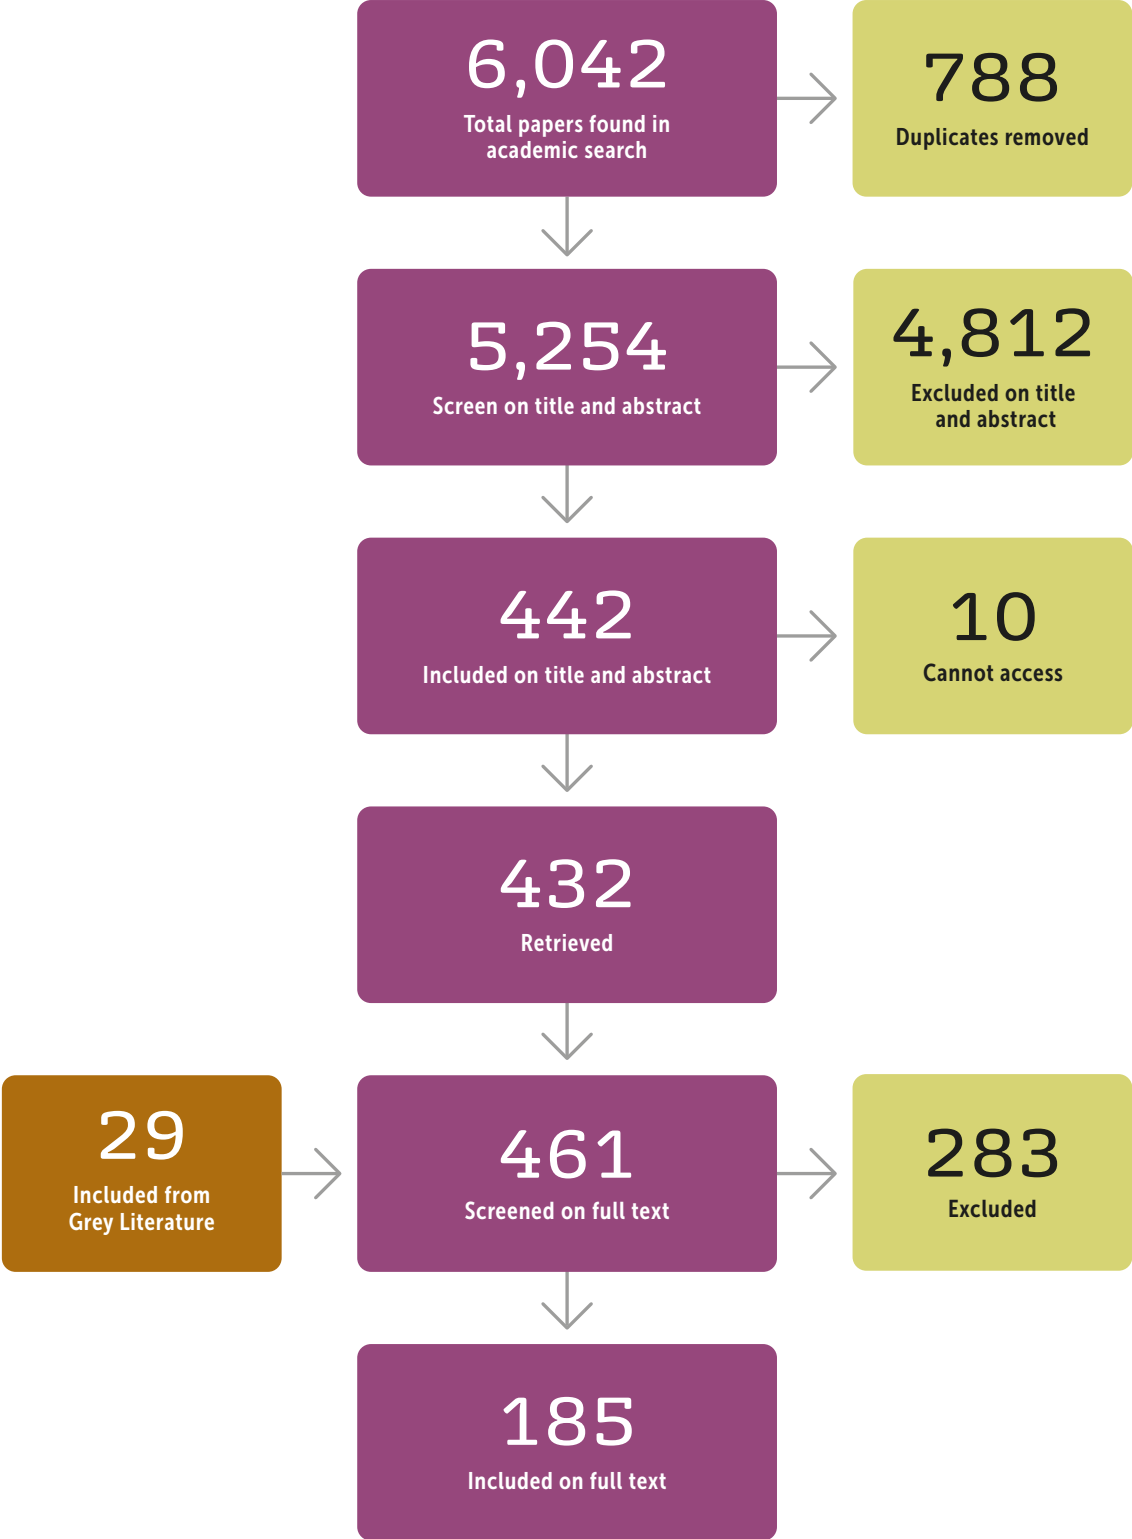 6,042
Total papers found in
academic search
788
Duplicates removed
5,254
Screen on title and abstract
4,812
Excluded on title
and abstract
442
Included on title and abstract
10
Cannot access
432
Retrieved
29
Included from
Grey Literature
461
Screened on full text
283
Excluded
185
Included on full text